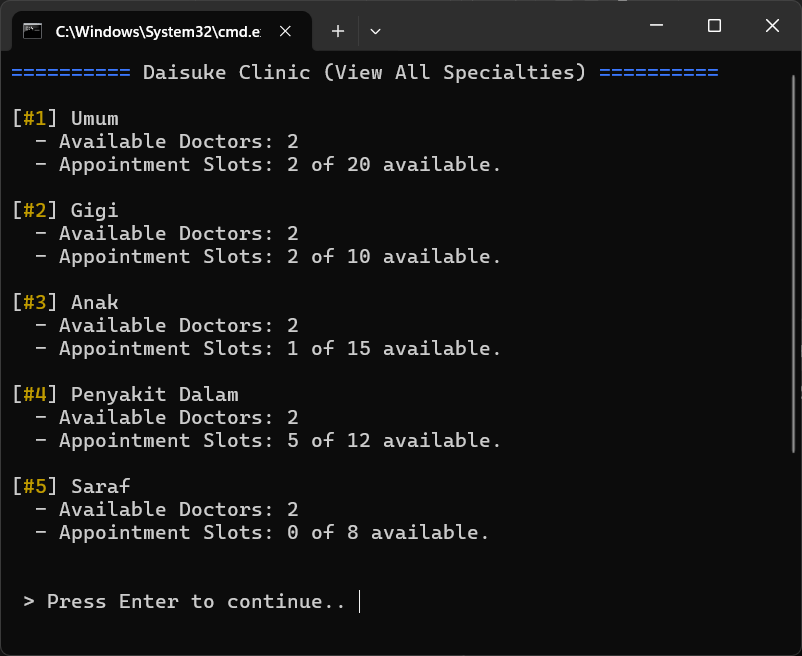 C:\Windows\System32\cmd.e
========== Daisuke Clinic (View All Specialties) ==========
[#1] Umum
- Available Doctors: 2
- Appointment Slots: 2 of 20 available.
[#2] Gigi
- Available Doctors: 2
- Appointment Slots: 2 of 10 available.
[#3] Anak
- Available Doctors: 2
- Appointment Slots: 1 of 15 available.
[#4] Penyakit Dalam
- Available Doctors: 2
- Appointment Slots: 5 of 12 available.
[#5] Saraf
- Available Doctors: 2
- Appointment Slots: 0 of 8 available.
> Press Enter to continue..